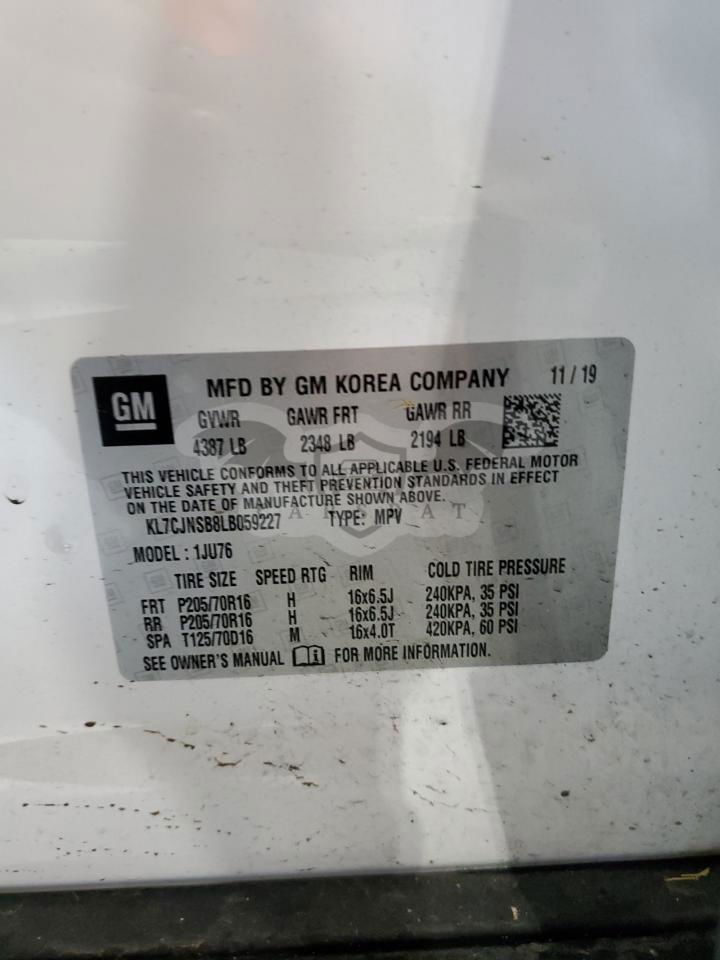 GM
MFD BY GM KOREA COMPANY 11 / 19
GVWR GAWR FRT GAWR RR
4387 LB 2348 LB 2194 LB
THIS VEHICLE CONFORMS TO ALL APPLICABLE U.S. FEDERAL MOTOR
VEHICLE SAFETY AND THEFT PREVENTION STANDARDS IN EFFECT
ON THE DATE OF MANUFACTURE SHOWN ABOVE.
KL7CJNSB8LB059227 TYPE: MPV
MODEL : 1JU76
TIRE SIZE SPEED RTG RIM COLD TIRE PRESSURE
FRT P205/70R16 H 16x6.5J 240KPA, 35 PSI
RR P205/70R16 H 16x6.5J 240KPA, 35 PSI
SPA T125/70D16 M 16x4.0T 420KPA, 60 PSI
SEE OWNER'S MANUAL FOR MORE INFORMATION.